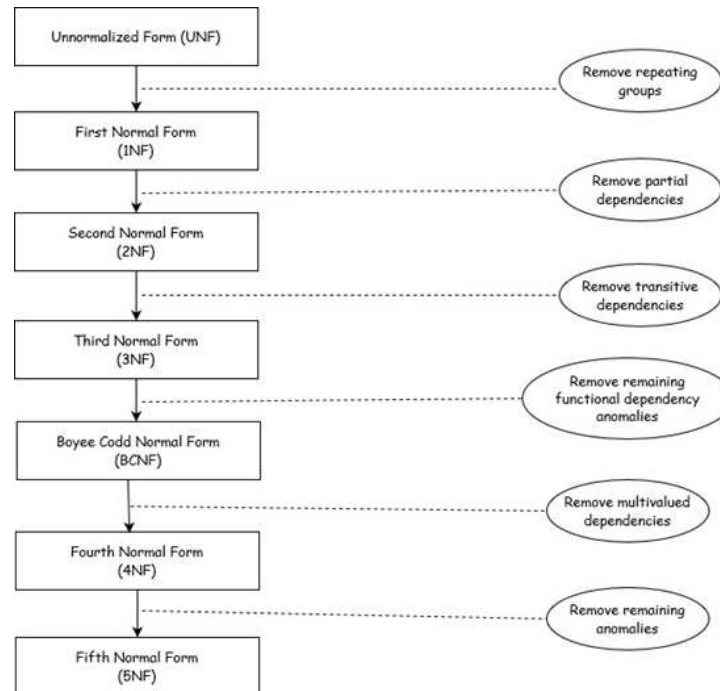 Unnormalized Form (UNF)
Remove repeating
groups
First Normal Form
(1NF)
Remove partial
dependencies
Second Normal Form
(2NF)
Remove transitive
dependencies
Third Normal Form
(3NF)
Remove remaining
functional dependency
anomalies
Boyee Codd Normal Form
(BCNF)
Remove multivalued
dependencies
Fourth Normal Form
(4NF)
Remove remaining
anomalies
Fifth Normal Form
(5NF)